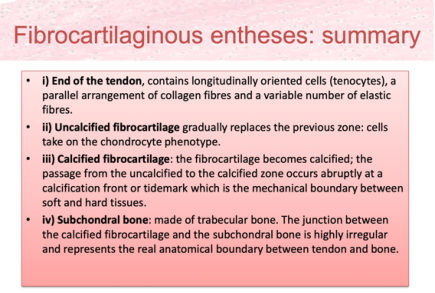 Fibrocartilaginous entheses: summary
• i) End of the tendon, contains longitudinally oriented cells (tenocytes), a
parallel arrangement of collagen fibres and a variable number of elastic
fibres.
• ii) Uncalcified fibrocartilage gradually replaces the previous zone: cells
take on the chondrocyte phenotype.
• iii) Calcified fibrocartilage: the fibrocartilage becomes calcified; the
passage from the uncalcified to the calcified zone occurs abruptly at a
calcification front or tidemark which is the mechanical boundary between
soft and hard tissues.
• iv) Subchondral bone: made of trabecular bone. The junction between
the calcified fibrocartilage and the subchondral bone is highly irregular
and represents the real anatomical boundary between tendon and bone.